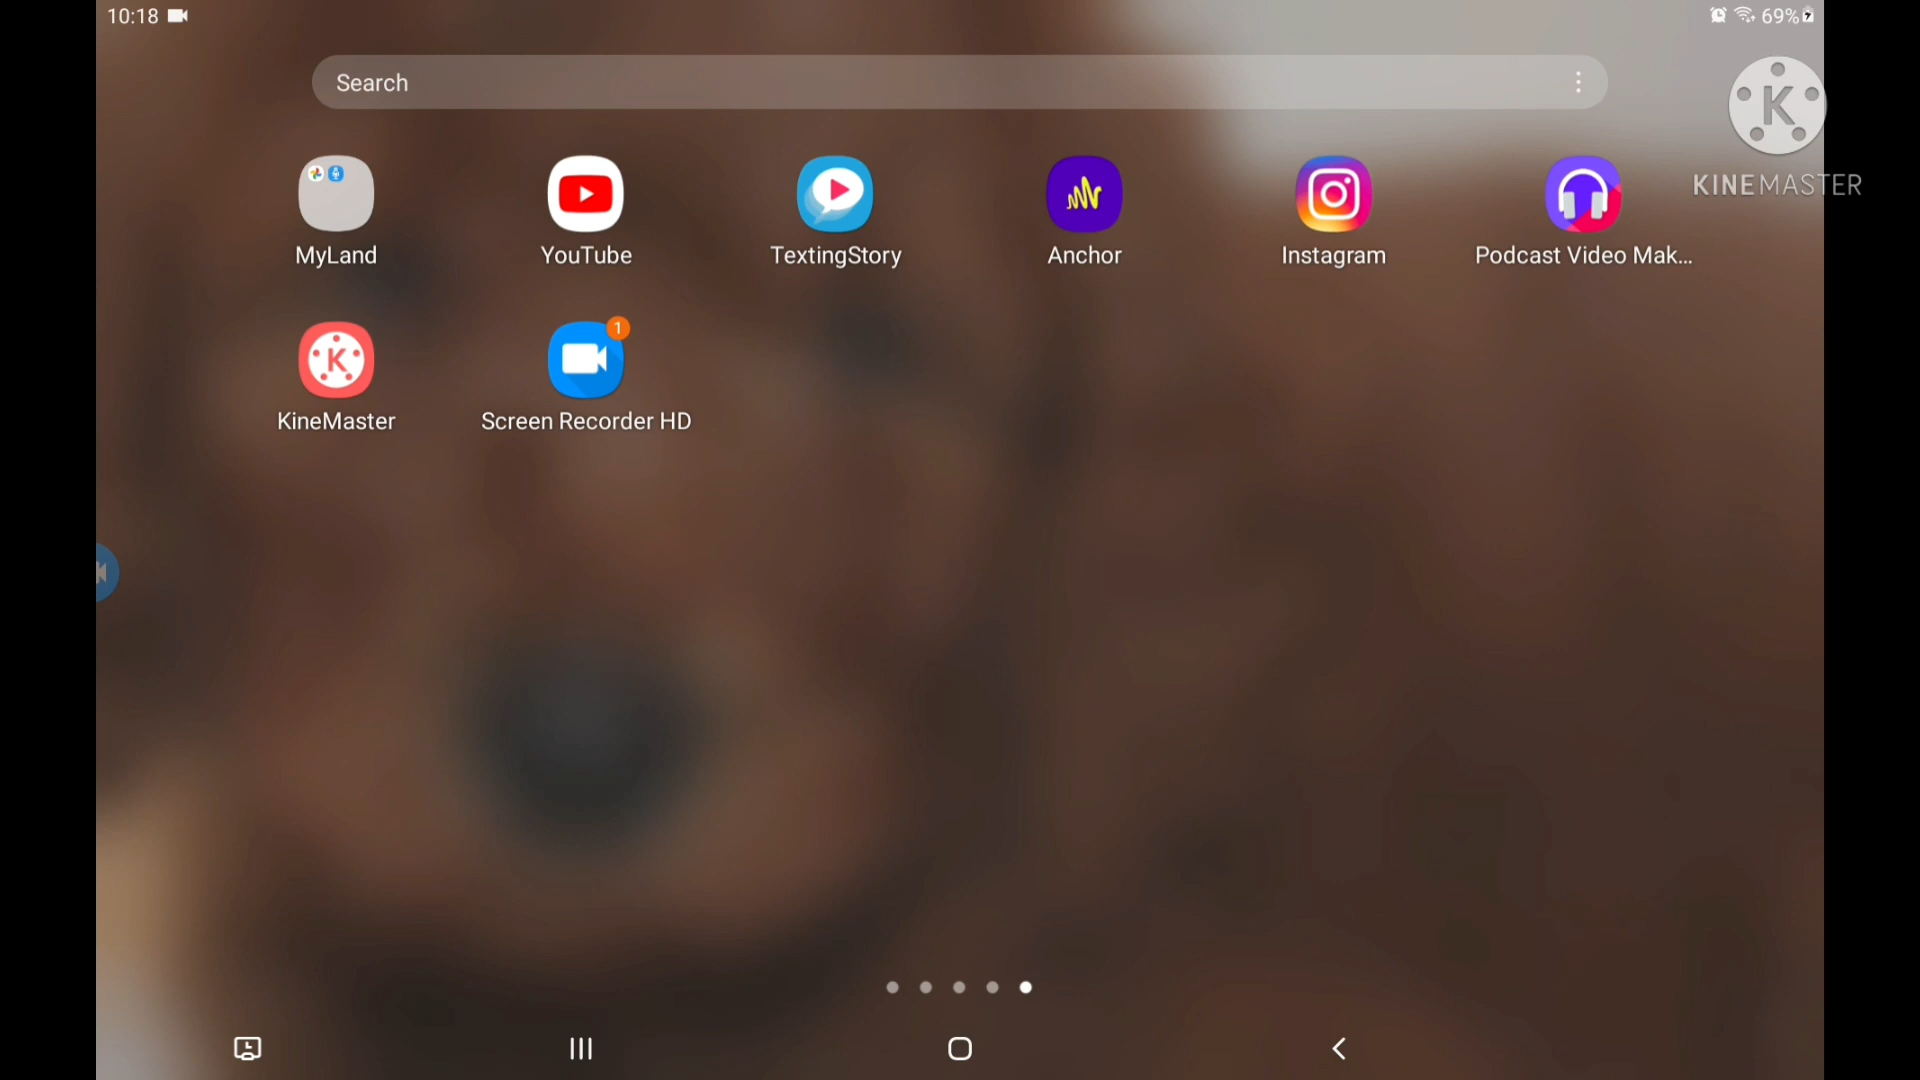 10:18
69%
Search
K
KINEMASTER
MyLand
YouTube
TextingStory
Anchor
Instagram
Podcast Video Mak...
K
1
KineMaster
Screen Recorder HD